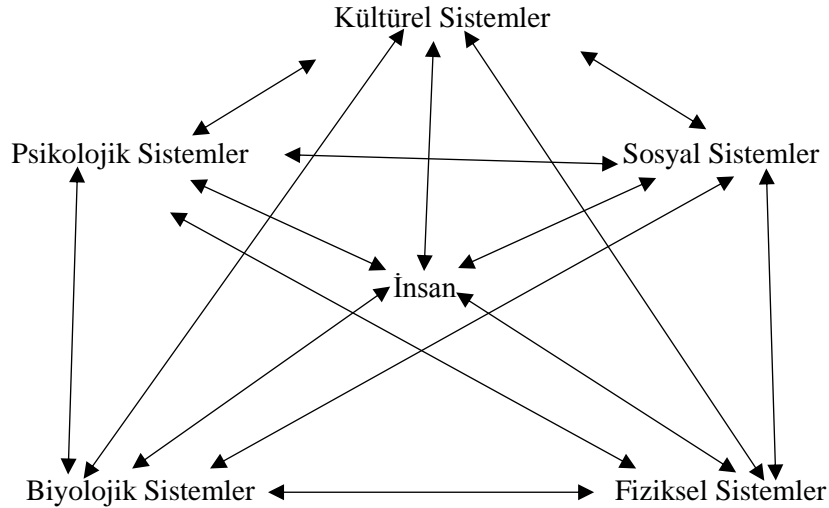 Kültürel Sistemler
Psikolojik Sistemler
Sosyal Sistemler
İnsan
Biyolojik Sistemler
Fiziksel Sistemler